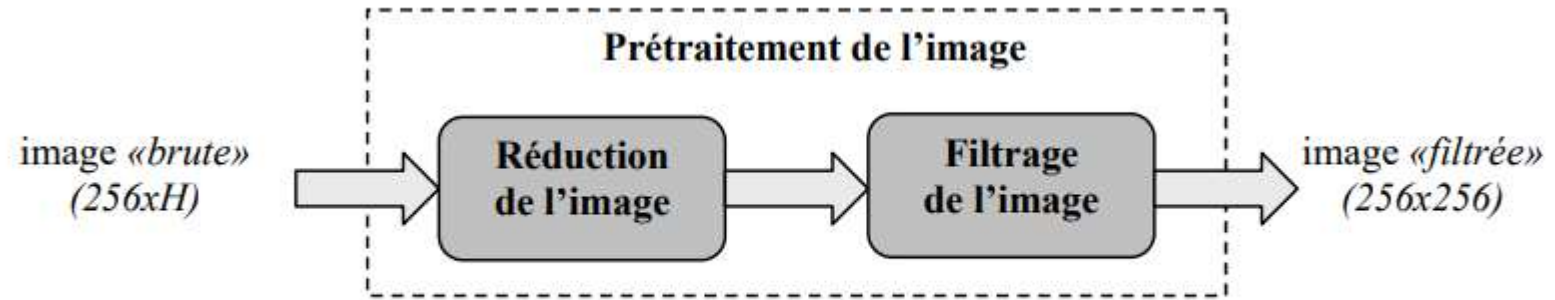 Prétraitement de l’image
image «brute»
(256xH)
Réduction
de l’image
Filtrage
de l’image
image «filtrée»
(256x256)